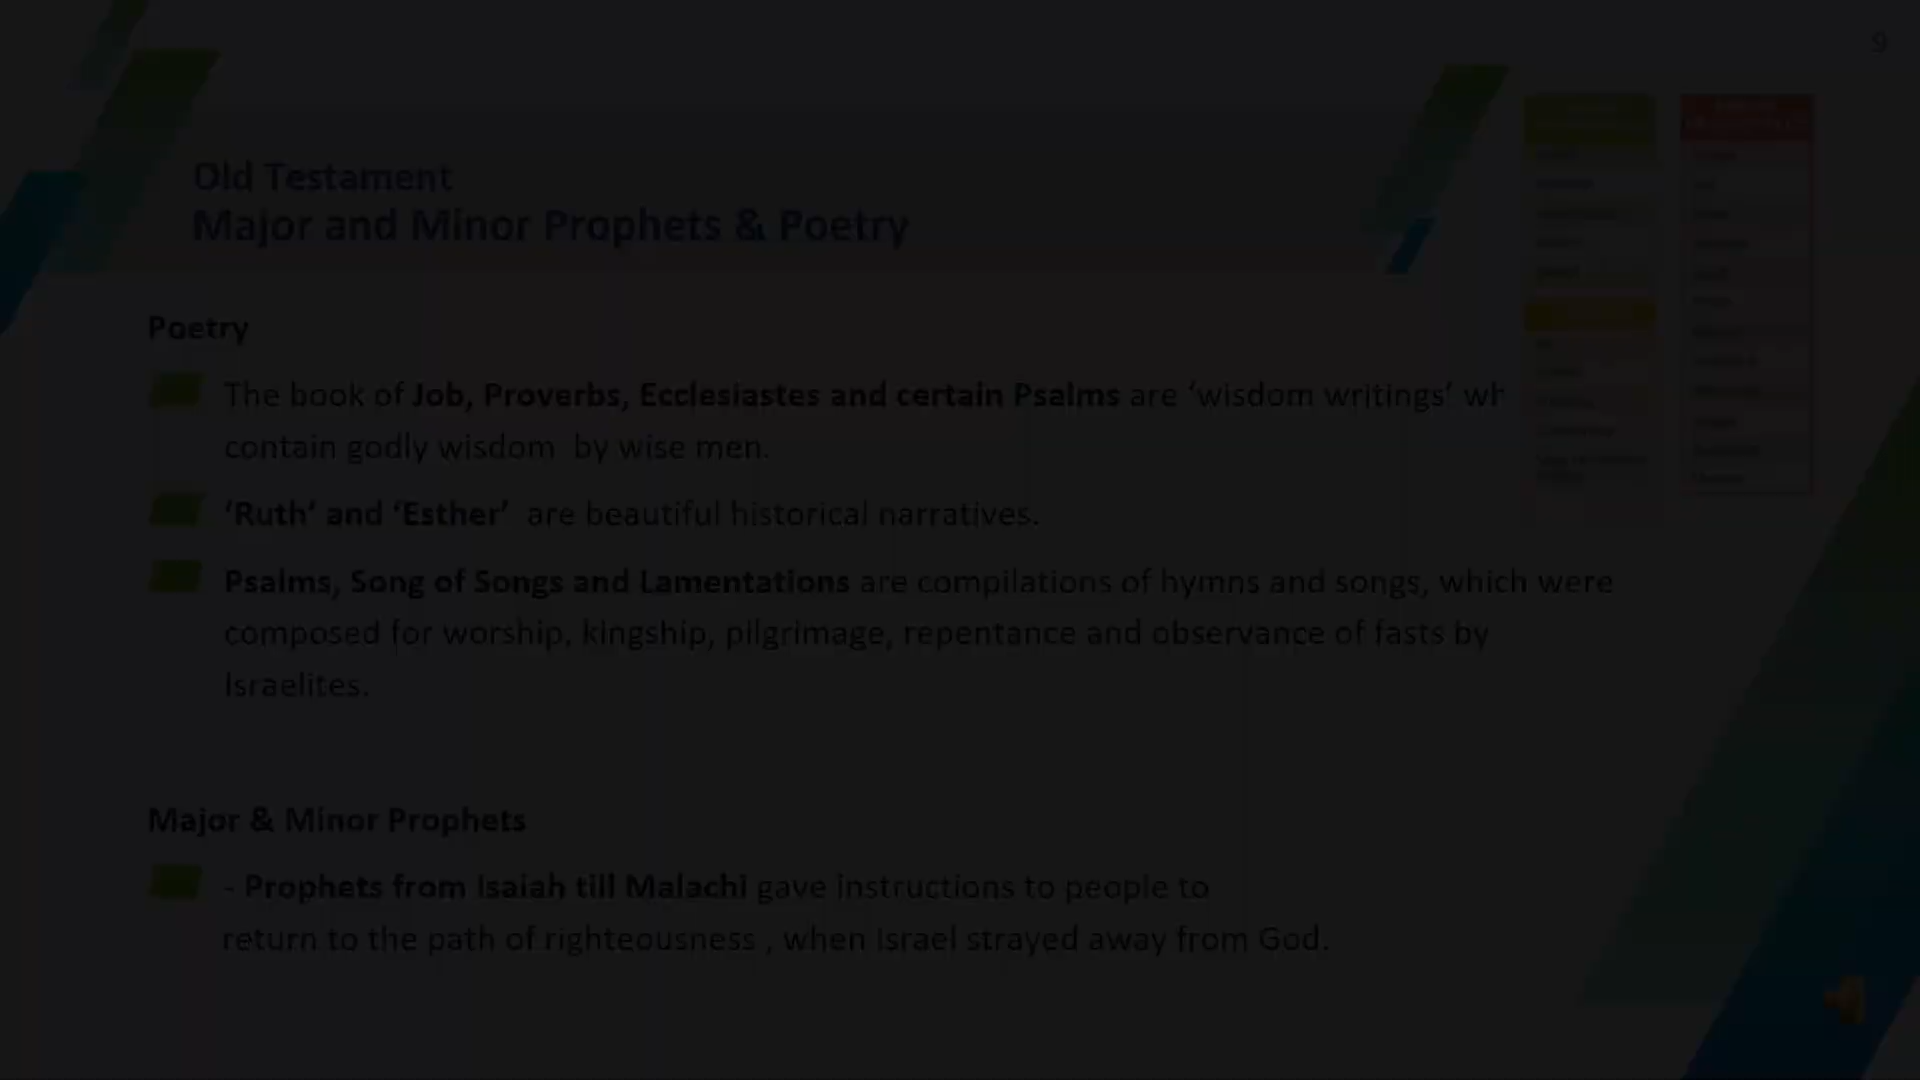 9
Old Testament
Major and Minor Prophets & Poetry
Poetry
The book of Job, Proverbs, Ecclesiastes and certain Psalms are ‘wisdom writings’ wh
contain godly wisdom by wise men.
‘Ruth’ and ‘Esther’ are beautiful historical narratives.
Psalms, Song of Songs and Lamentations are compilations of hymns and songs, which were
composed for worship, kingship, pilgrimage, repentance and observance of fasts by
Israelites.
Major & Minor Prophets
- Prophets from Isaiah till Malachi gave instructions to people to
return to the path of righteousness , when Israel strayed away from God.